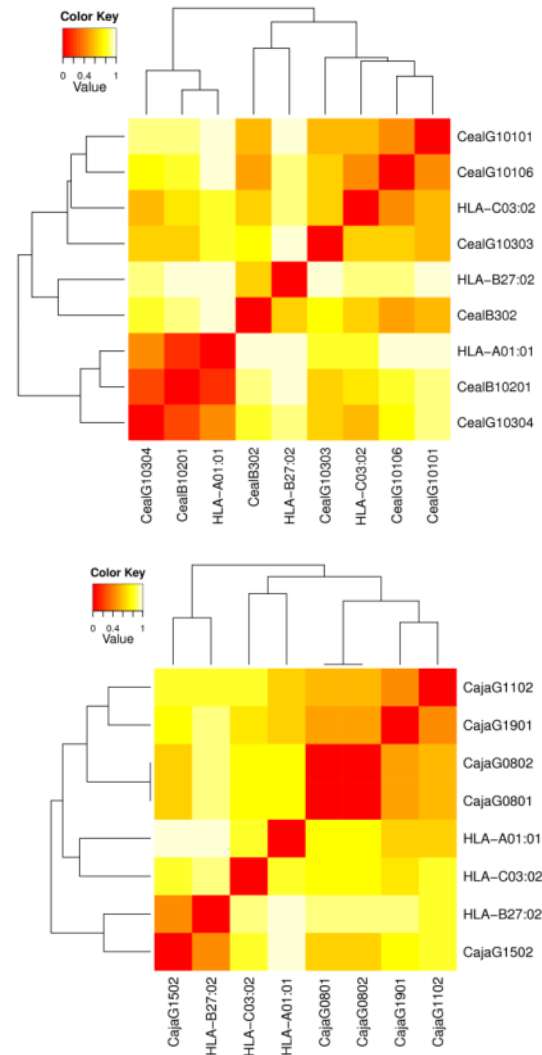 Color Key
0 0.4 1
Value
CealG10101
CealG10106
HLA-C03:02
CealG10303
HLA-B27:02
CealB302
HLA-A01:01
CealB10201
CealG10304
CealG10304
CealB10201
HLA-A01:01
CealB302
HLA-B27:02
CealG10303
HLA-C03:02
CealG10106
CealG10101
Color Key
0 0.4 1
Value
CajaG1102
CajaG1901
CajaG0802
CajaG0801
HLA-A01:01
HLA-C03:02
HLA-B27:02
CajaG1502
CajaG1502
HLA-B27:02
HLA-C03:02
HLA-A01:01
CajaG0801
CajaG0802
CajaG1901
CajaG1102